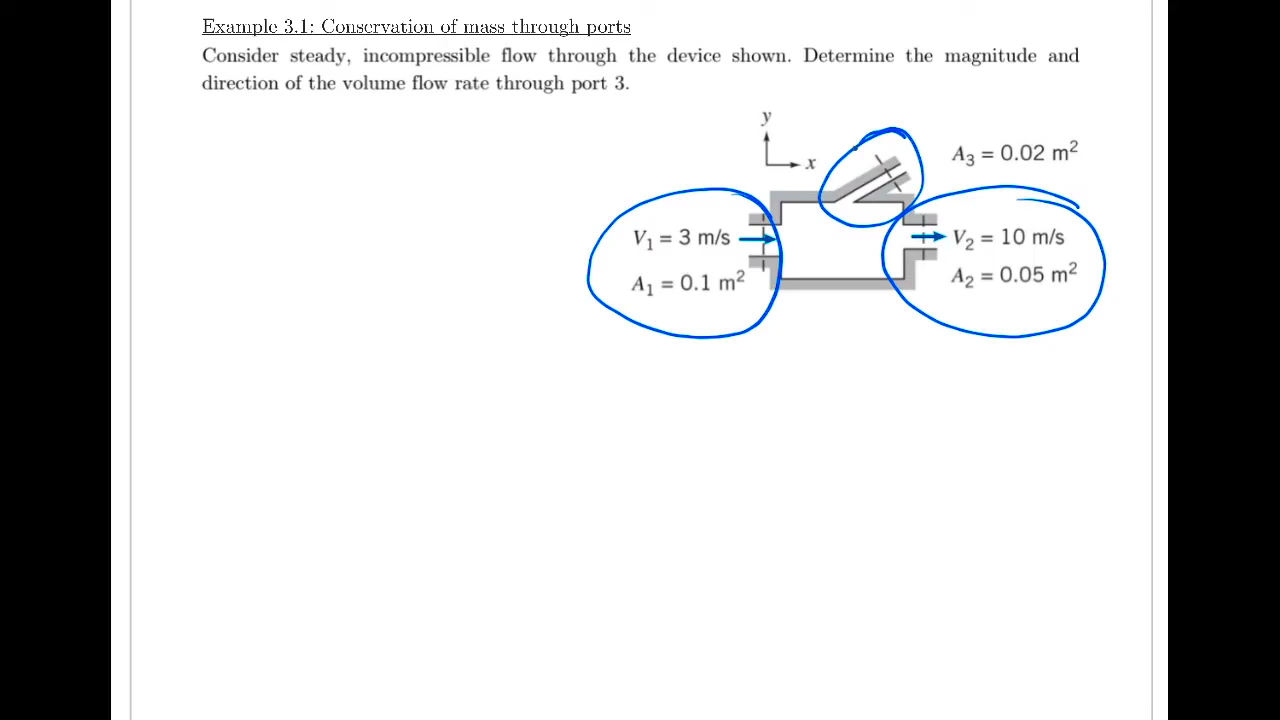 Example 3.1: Conservation of mass through ports
Consider steady, incompressible flow through the device shown. Determine the magnitude and
direction of the volume flow rate through port 3.
y
x
A₃ = 0.02 m²
V₁ = 3 m/s
V₂ = 10 m/s
A₁ = 0.1 m²
A₂ = 0.05 m²